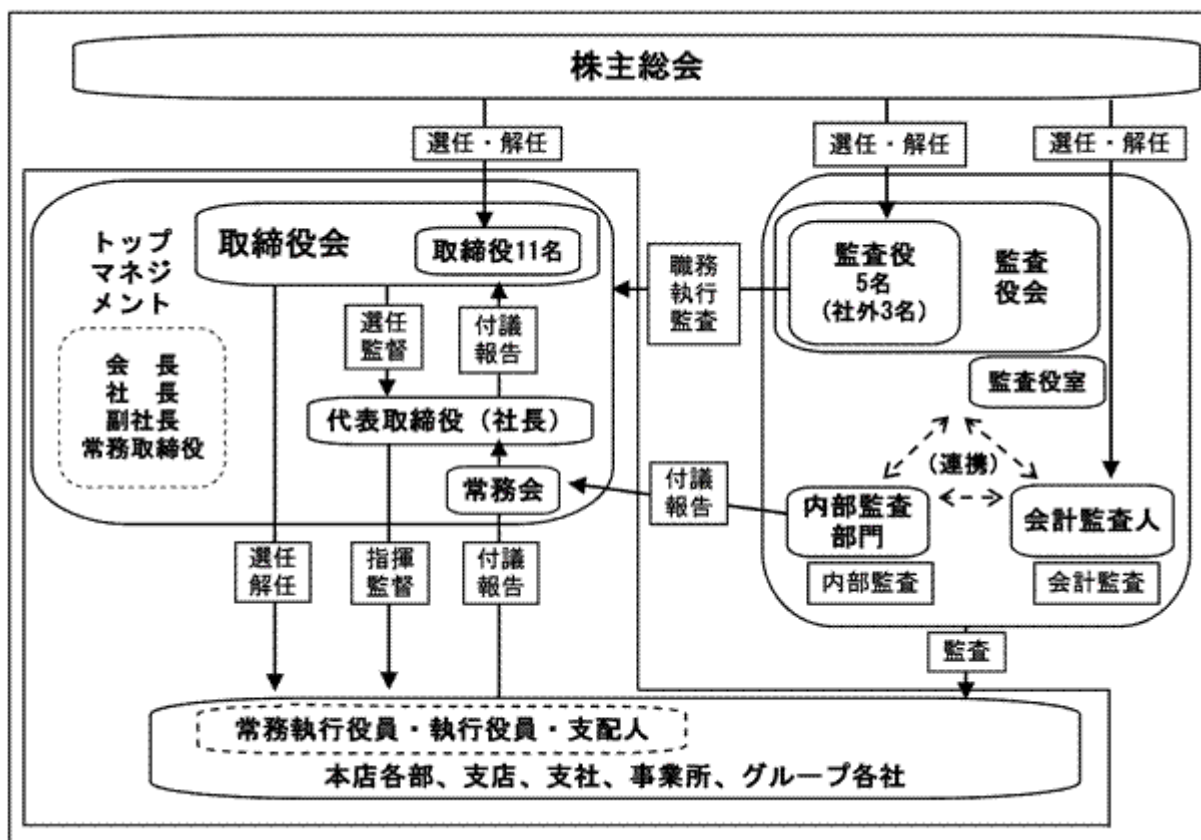 株主総会
選任・解任
選任・解任
選任・解任
トップ
マネジ
メント
会　長
社　長
副社長
常務取締役
取締役会
取締役11名
選任
監督
付議
報告
代表取締役（社長）
常務会
職務
執行
監査
監査役
5名
(社外3名)
監査
役会
監査役室
(連携)
付議
報告
内部監査
部門
内部監査
会計監査人
会計監査
選任
解任
指揮
監督
付議
報告
監査
常務執行役員・執行役員・支配人
本店各部、支店、支社、事業所、グループ各社